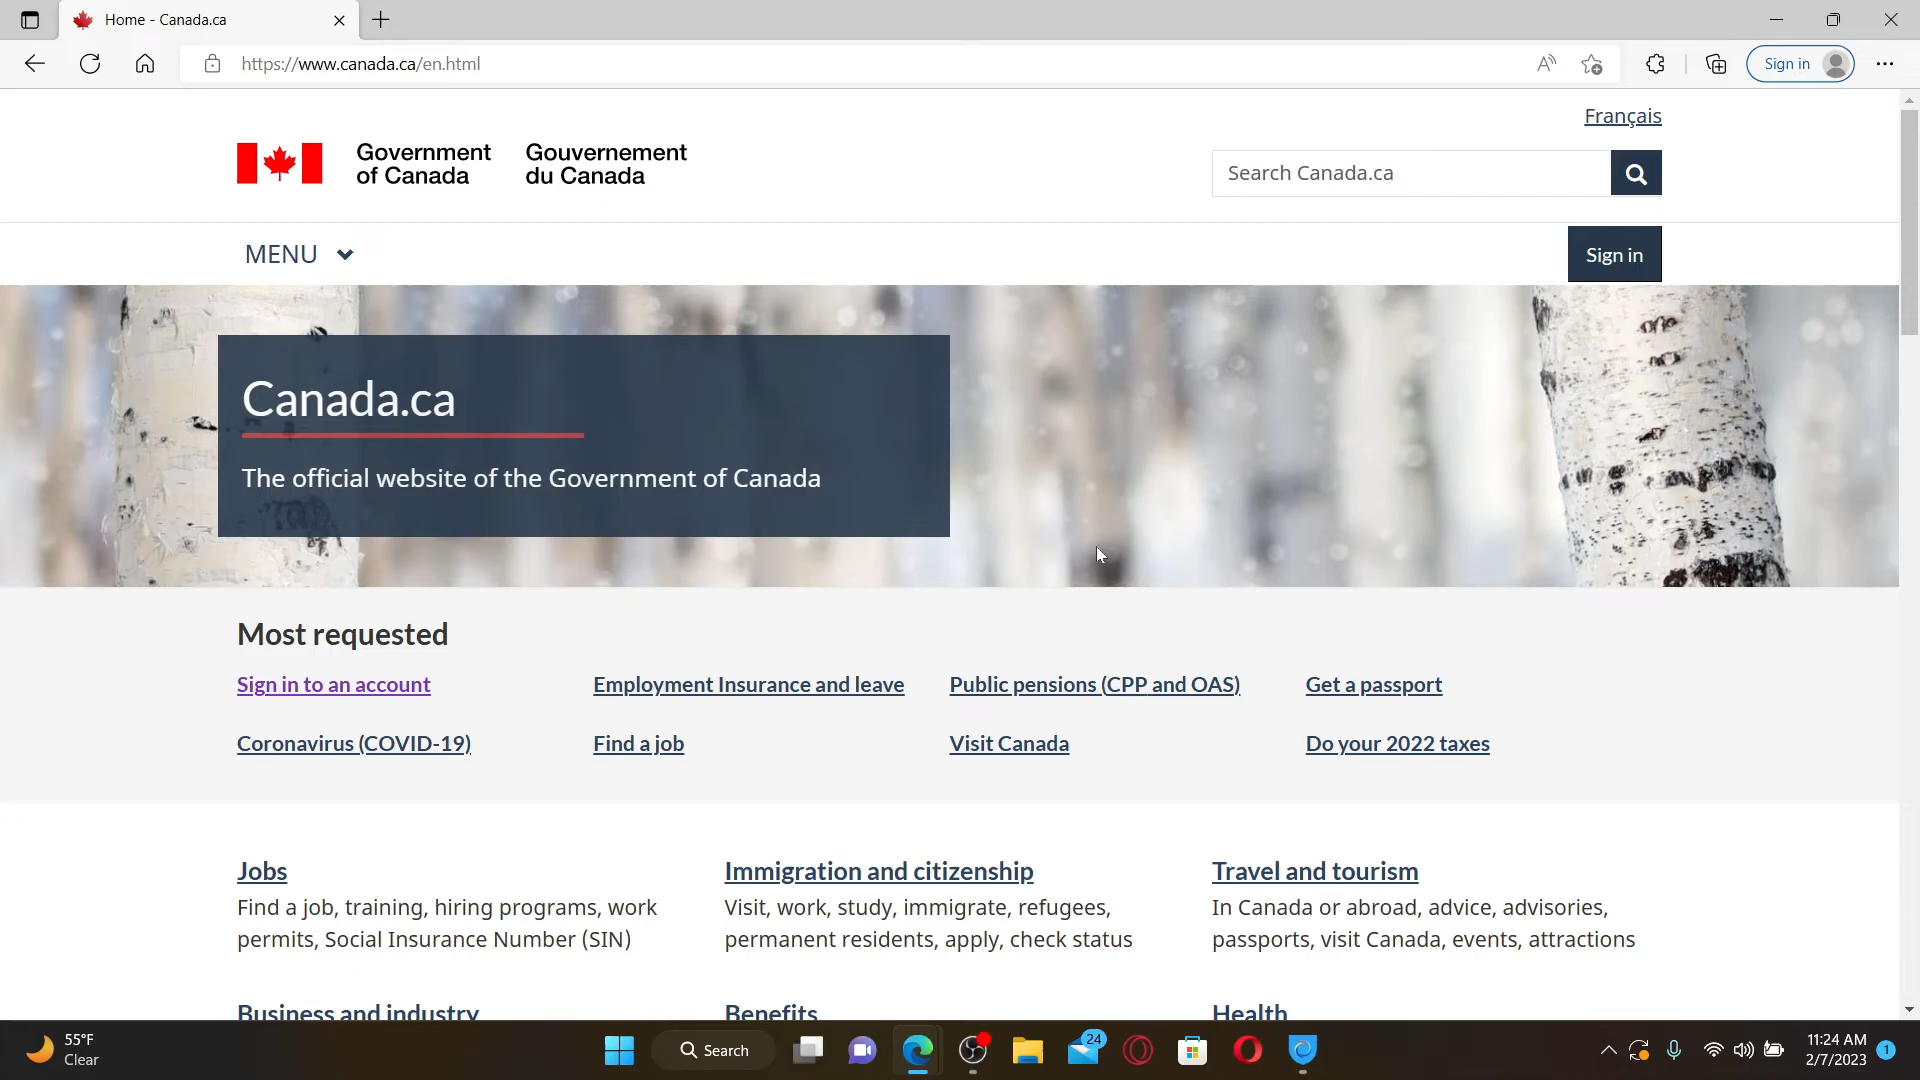 Home - Canada.ca
https://www.canada.ca/en.html
Sign in
Français
Government of Canada
Gouvernement du Canada
Search Canada.ca
MENU
Sign in
Canada.ca
The official website of the Government of Canada
Most requested
Sign in to an account
Employment Insurance and leave
Public pensions (CPP and OAS)
Get a passport
Coronavirus (COVID-19)
Find a job
Visit Canada
Do your 2022 taxes
Jobs
Find a job, training, hiring programs, work
permits, Social Insurance Number (SIN)
Immigration and citizenship
Visit, work, study, immigrate, refugees,
permanent residents, apply, check status
Travel and tourism
In Canada or abroad, advice, advisories,
passports, visit Canada, events, attractions
Business and industry
Benefits
Health
55°F
Clear
Search
24
11:24 AM
2/7/2023
1